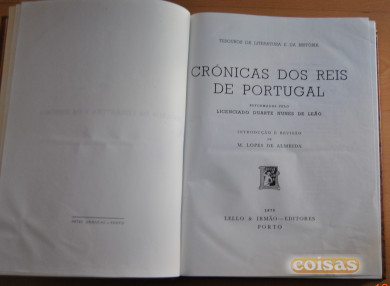 TESOUROS DA LITERATURA E DA HISTÓRIA
CRÓNICAS DOS REIS
DE PORTUGAL
REFORMADAS PELO
LICENCIADO DUARTE NUNES DE LEÃO
INTRODUÇÃO E REVISÃO
DE
M. LOPES DE ALMEIDA
1975
LELLO & IRMÃO — EDITORES
PORTO
coisas